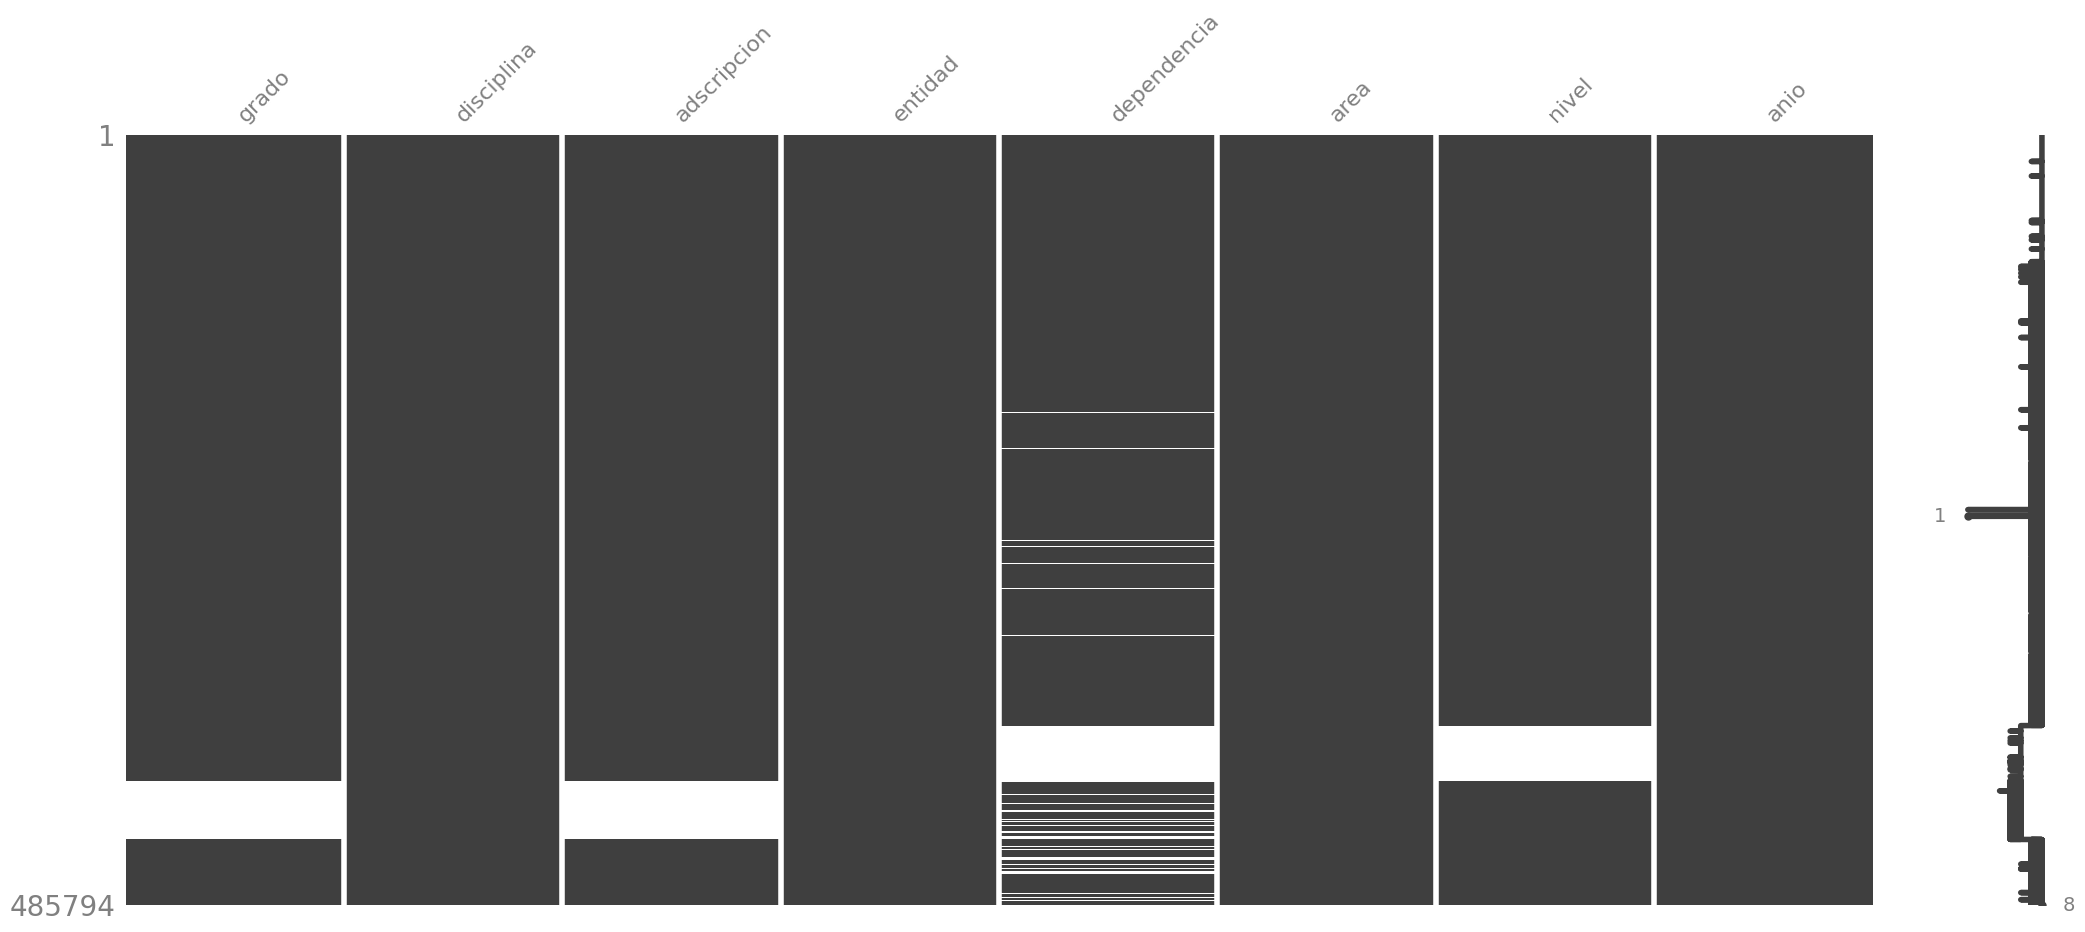 grado
disciplina
adscripcion
entidad
dependencia
area
nivel
anio
1
1
485794
8